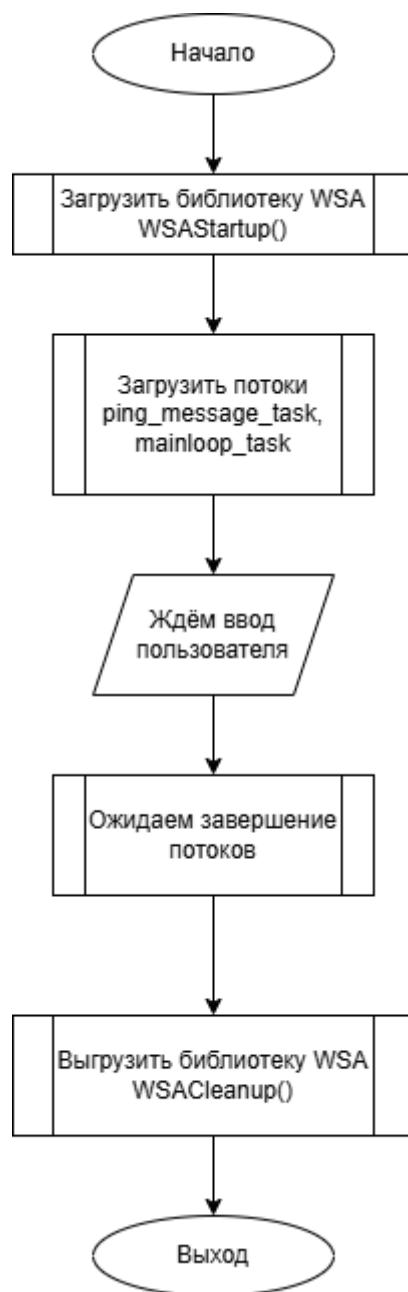 Начало
Загрузить библиотеку WSA
WSAStartup()
Загрузить потоки
ping_message_task,
mainloop_task
Ждём ввод
пользователя
Ожидаем завершение
потоков
Выгрузить библиотеку WSA
WSACleanup()
Выход